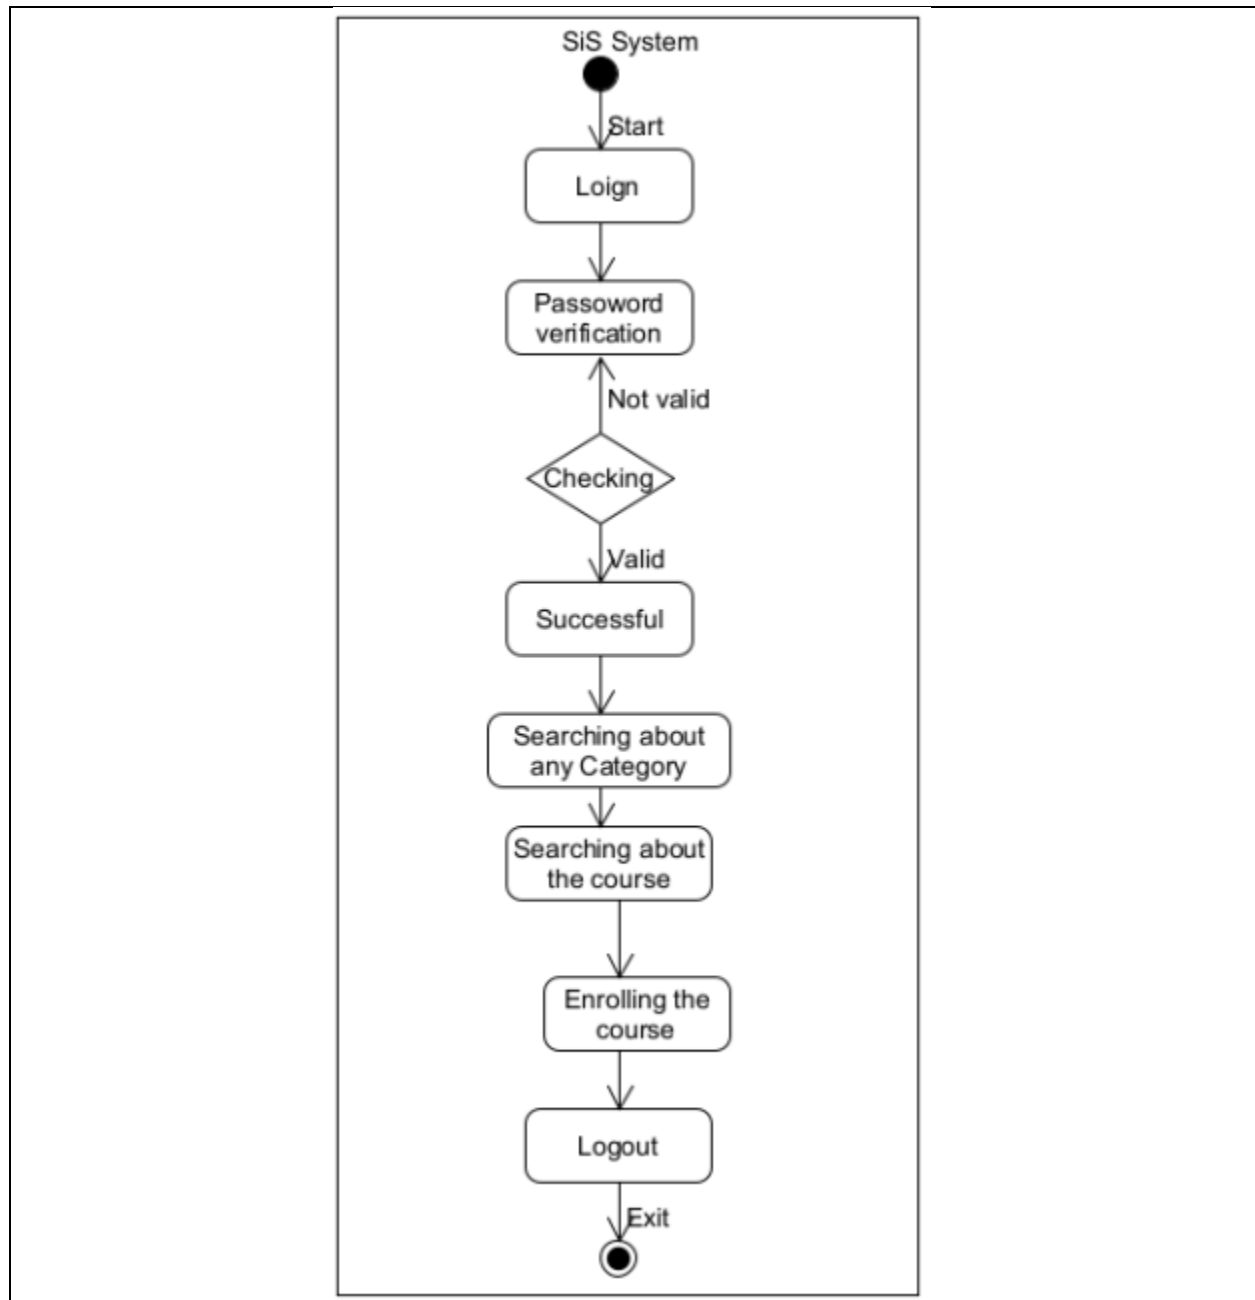 SiS System
Start
Loign
Passoword
verification
Not valid
Checking
Valid
Successful
Searching about
any Category
Searching about
the course
Enrolling the
course
Logout
Exit